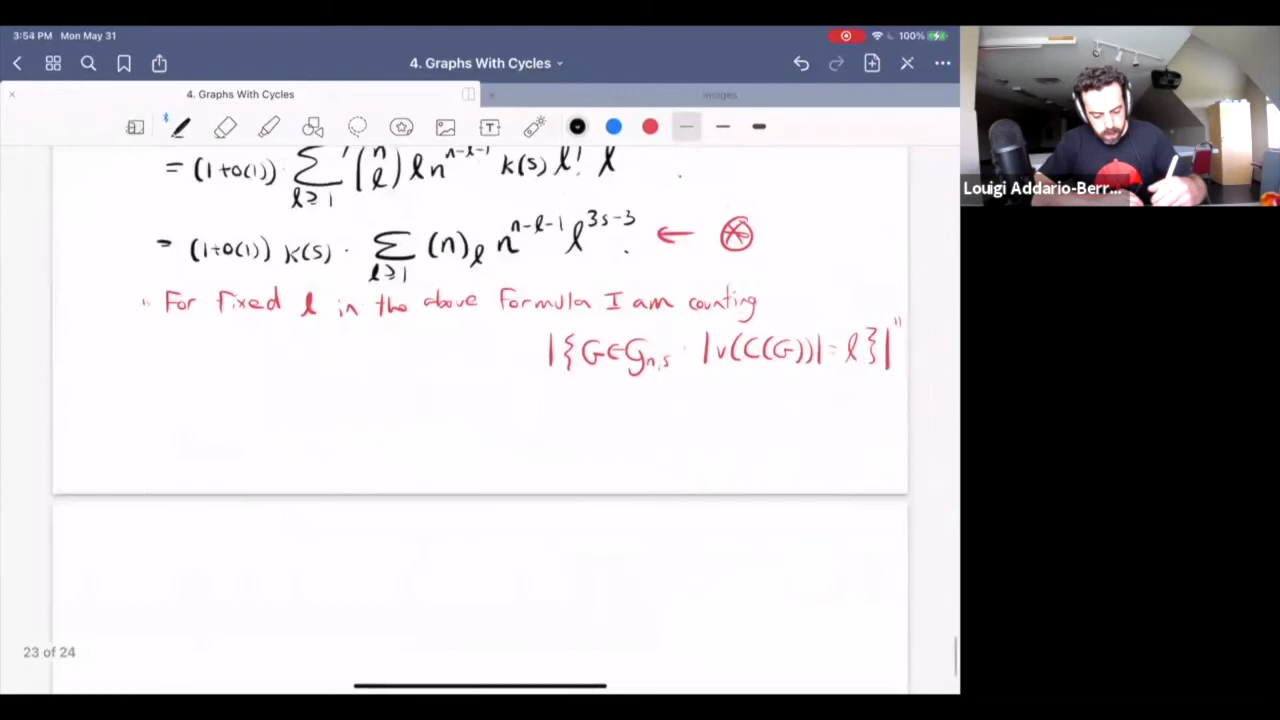 3:54 PM Mon May 31
100%
4. Graphs With Cycles
4. Graphs With Cycles
Images
= (1+o(1)) ∑_{l≥1} (n l) l n^{n-l-1} k(s) l! l
= (1+o(1)) k(s) · ∑_{l≥1} (n)_l n^{n-l-1} l^{3s-3}. ← ⊛
" For fixed l in the above formula I am counting
|{G∈G_{n,s} : |v(C(G))| = l}|"
23 of 24
Louigi Addario-Berr...